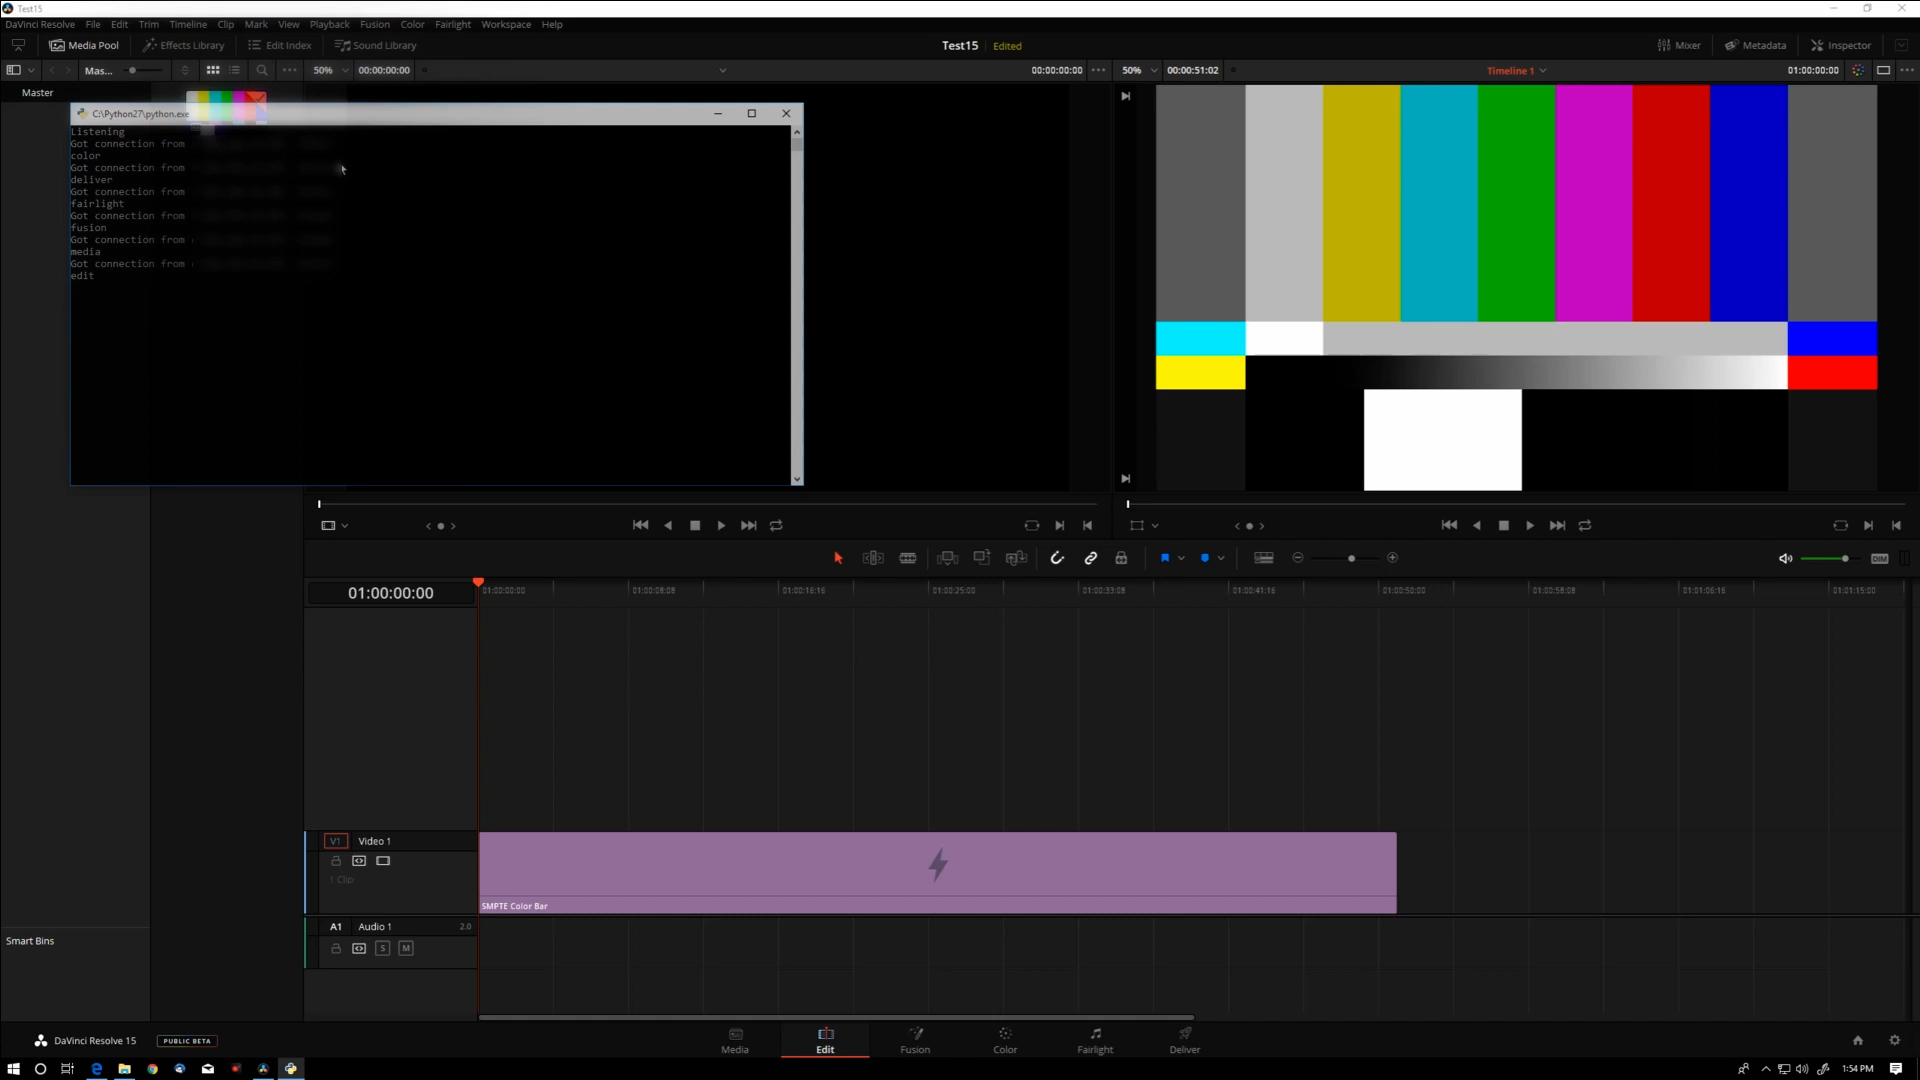 Test15
DaVinci Resolve File Edit Trim Timeline Clip Mark View Playback Fusion Color Fairlight Workspace Help
Media Pool Effects Library Edit Index Sound Library Test15 Edited Mixer Metadata Inspector
Mas... 50% 00:00:00:00 00:00:00:00 50% 00:00:51:02 Timeline 1 01:00:00:00
Master
C:\Python27\python.exe
Listening
Got connection from
color
Got connection from
deliver
Got connection from
fairlight
Got connection from
fusion
Got connection from
media
Got connection from
edit
DIM
01:00:00:00 01:00:00:00 01:00:08:08 01:00:16:16 01:00:25:00 01:00:33:08 01:00:41:16 01:00:50:00 01:00:58:08 01:01:06:16 01:01:15:00
V1 Video 1
1 Clip
SMPTE Color Bar
A1 Audio 1 2.0
S M
Smart Bins
DaVinci Resolve 15 PUBLIC BETA
Media Edit Fusion Color Fairlight Deliver
1:54 PM